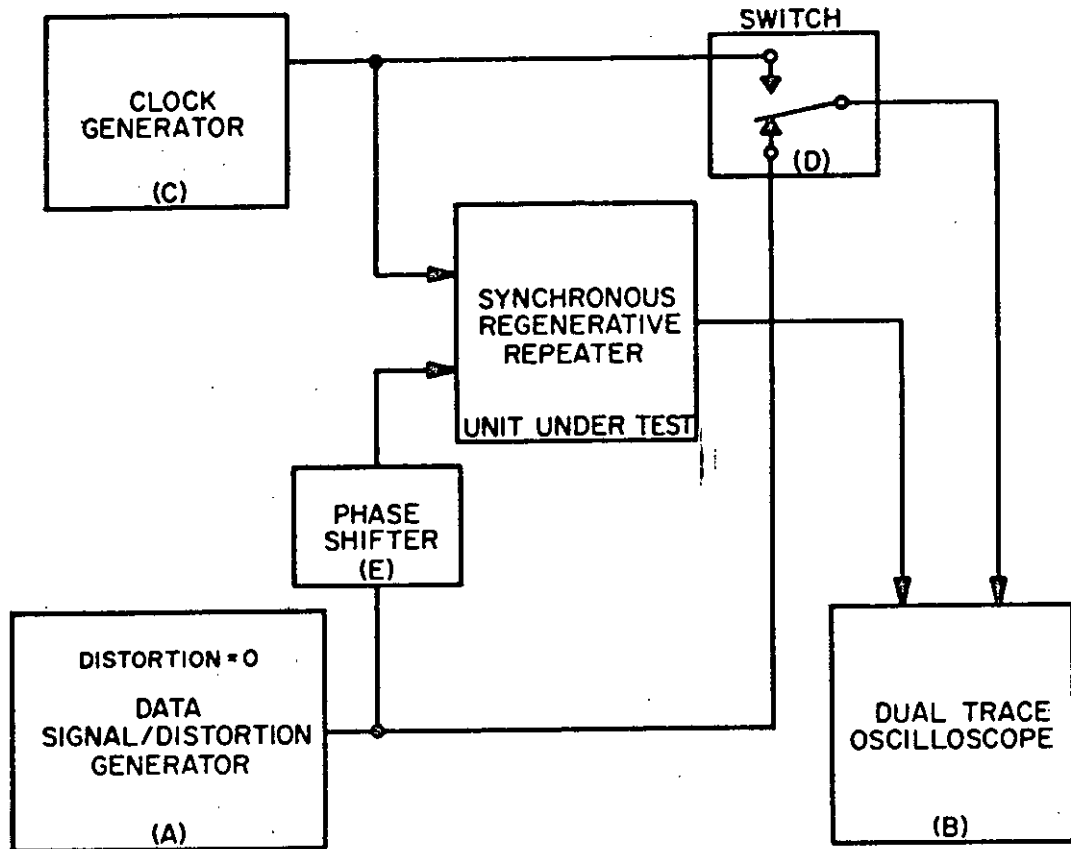 SWITCH
CLOCK
GENERATOR
(C)
(D)
SYNCHRONOUS
REGENERATIVE
REPEATER
UNIT UNDER TEST
PHASE
SHIFTER
(E)
DISTORTION = 0
DATA
SIGNAL/DISTORTION
GENERATOR
(A)
DUAL TRACE
OSCILLOSCOPE
(B)